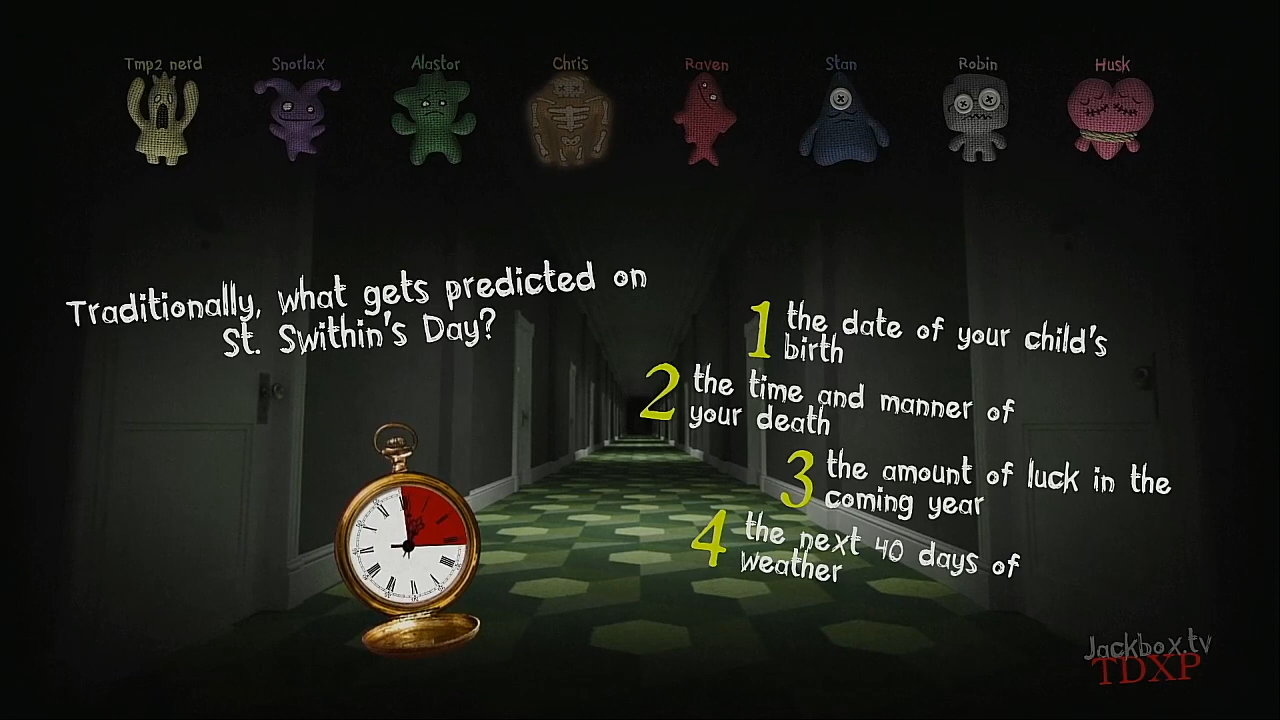 Tmp2 nerd
Snorlax
Alastor
Chris
Raven
Stan
Robin
Husk
Traditionally, what gets predicted on
St. Swithin's Day?
1 the date of your child's
birth
2 the time and manner of
your death
3 the amount of luck in the
coming year
4 the next 40 days of
weather
Jackbox.tv
TDXP